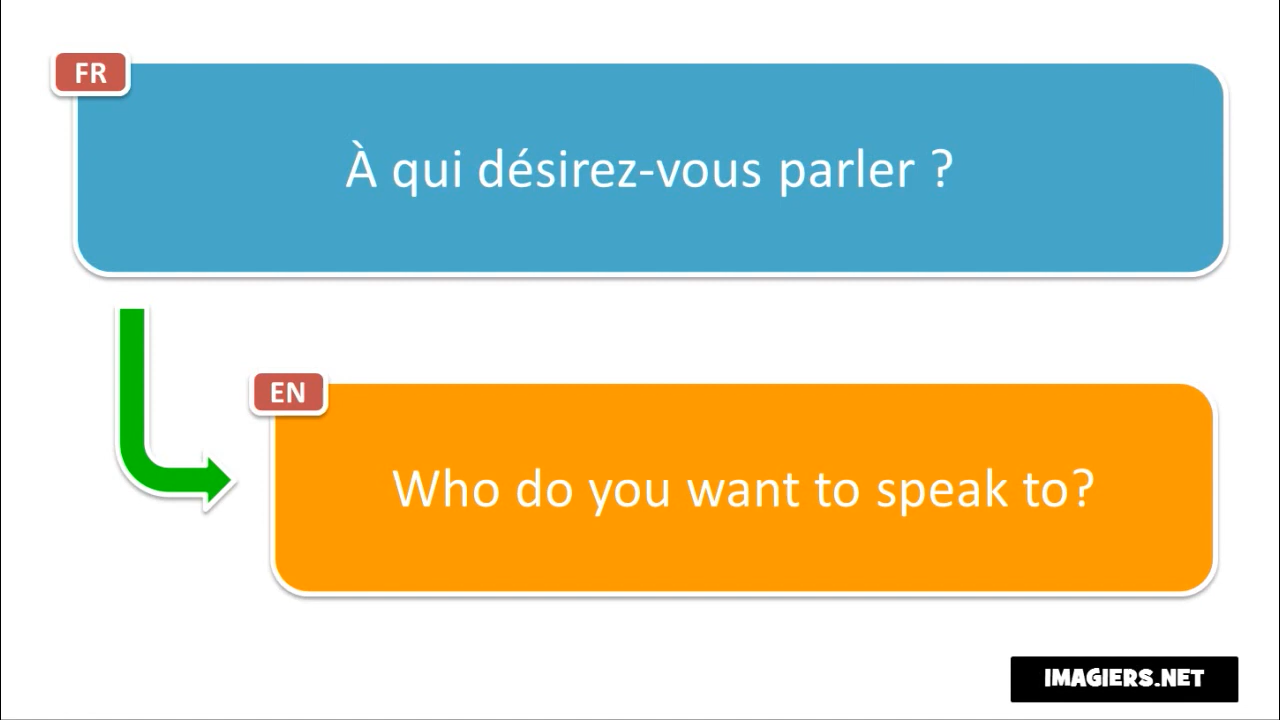 FR
À qui désirez-vous parler ?
EN
Who do you want to speak to?
IMAGIERS.NET